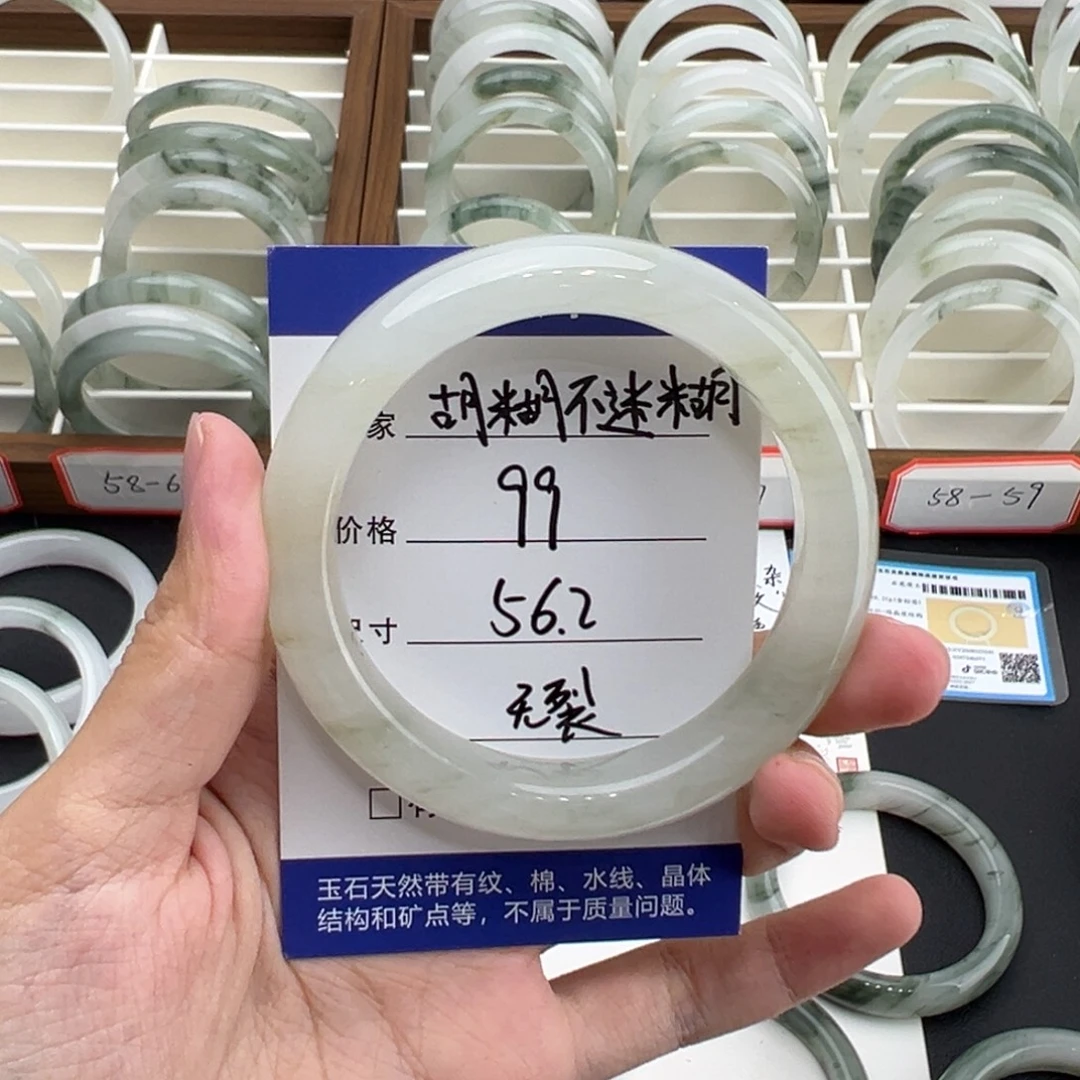 58-6
58-59
家 胡糊不迷糊
价格 99
寸 56.2
无裂
玉石天然带有纹、棉、水线、晶体
结构和矿点等，不属于质量问题。